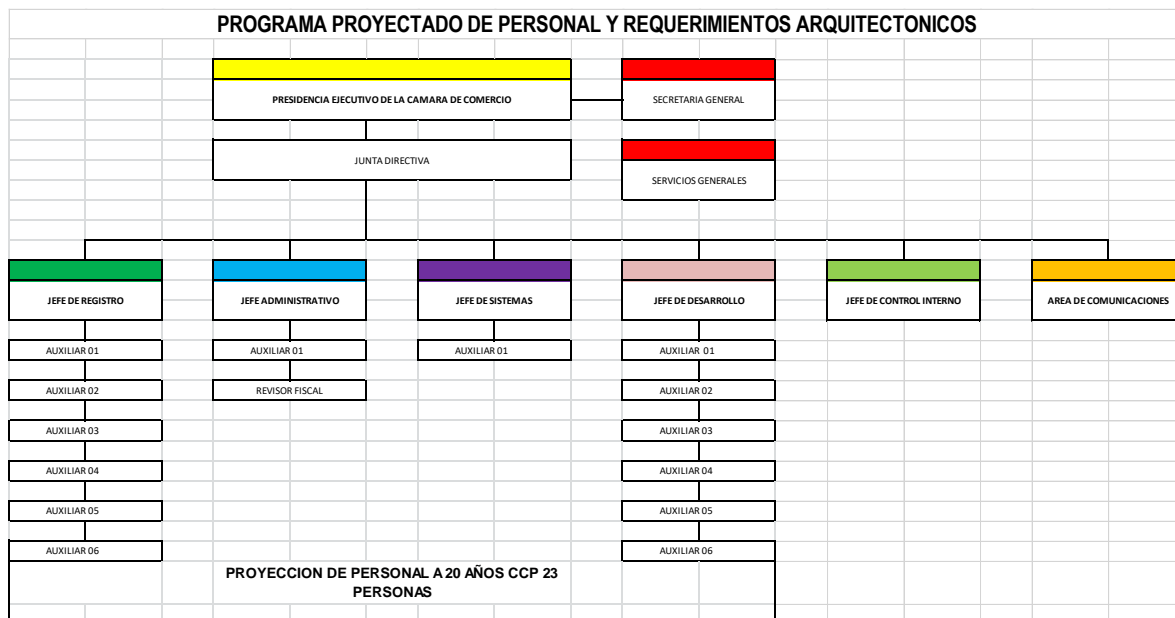 PROGRAMA PROYECTADO DE PERSONAL Y REQUERIMIENTOS ARQUITECTONICOS
PRESIDENCIA EJECUTIVO DE LA CAMARA DE COMERCIO
SECRETARIA GENERAL
JUNTA DIRECTIVA
SERVICIOS GENERALES
JEFE DE REGISTRO
JEFE ADMINISTRATIVO
JEFE DE SISTEMAS
JEFE DE DESARROLLO
JEFE DE CONTROL INTERNO
AREA DE COMUNICACIONES
AUXILIAR 01
AUXILIAR 01
AUXILIAR 01
AUXILIAR 01
AUXILIAR 02
REVISOR FISCAL
AUXILIAR 02
AUXILIAR 03
AUXILIAR 03
AUXILIAR 04
AUXILIAR 04
AUXILIAR 05
AUXILIAR 05
AUXILIAR 06
AUXILIAR 06
PROYECCION DE PERSONAL A 20 AÑOS CCP 23
PERSONAS